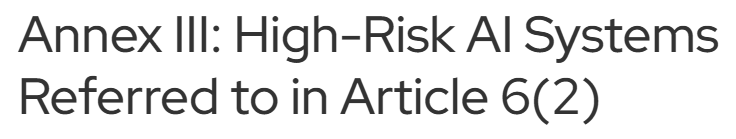 Annex III: High-Risk AI Systems
Referred to in Article 6(2)